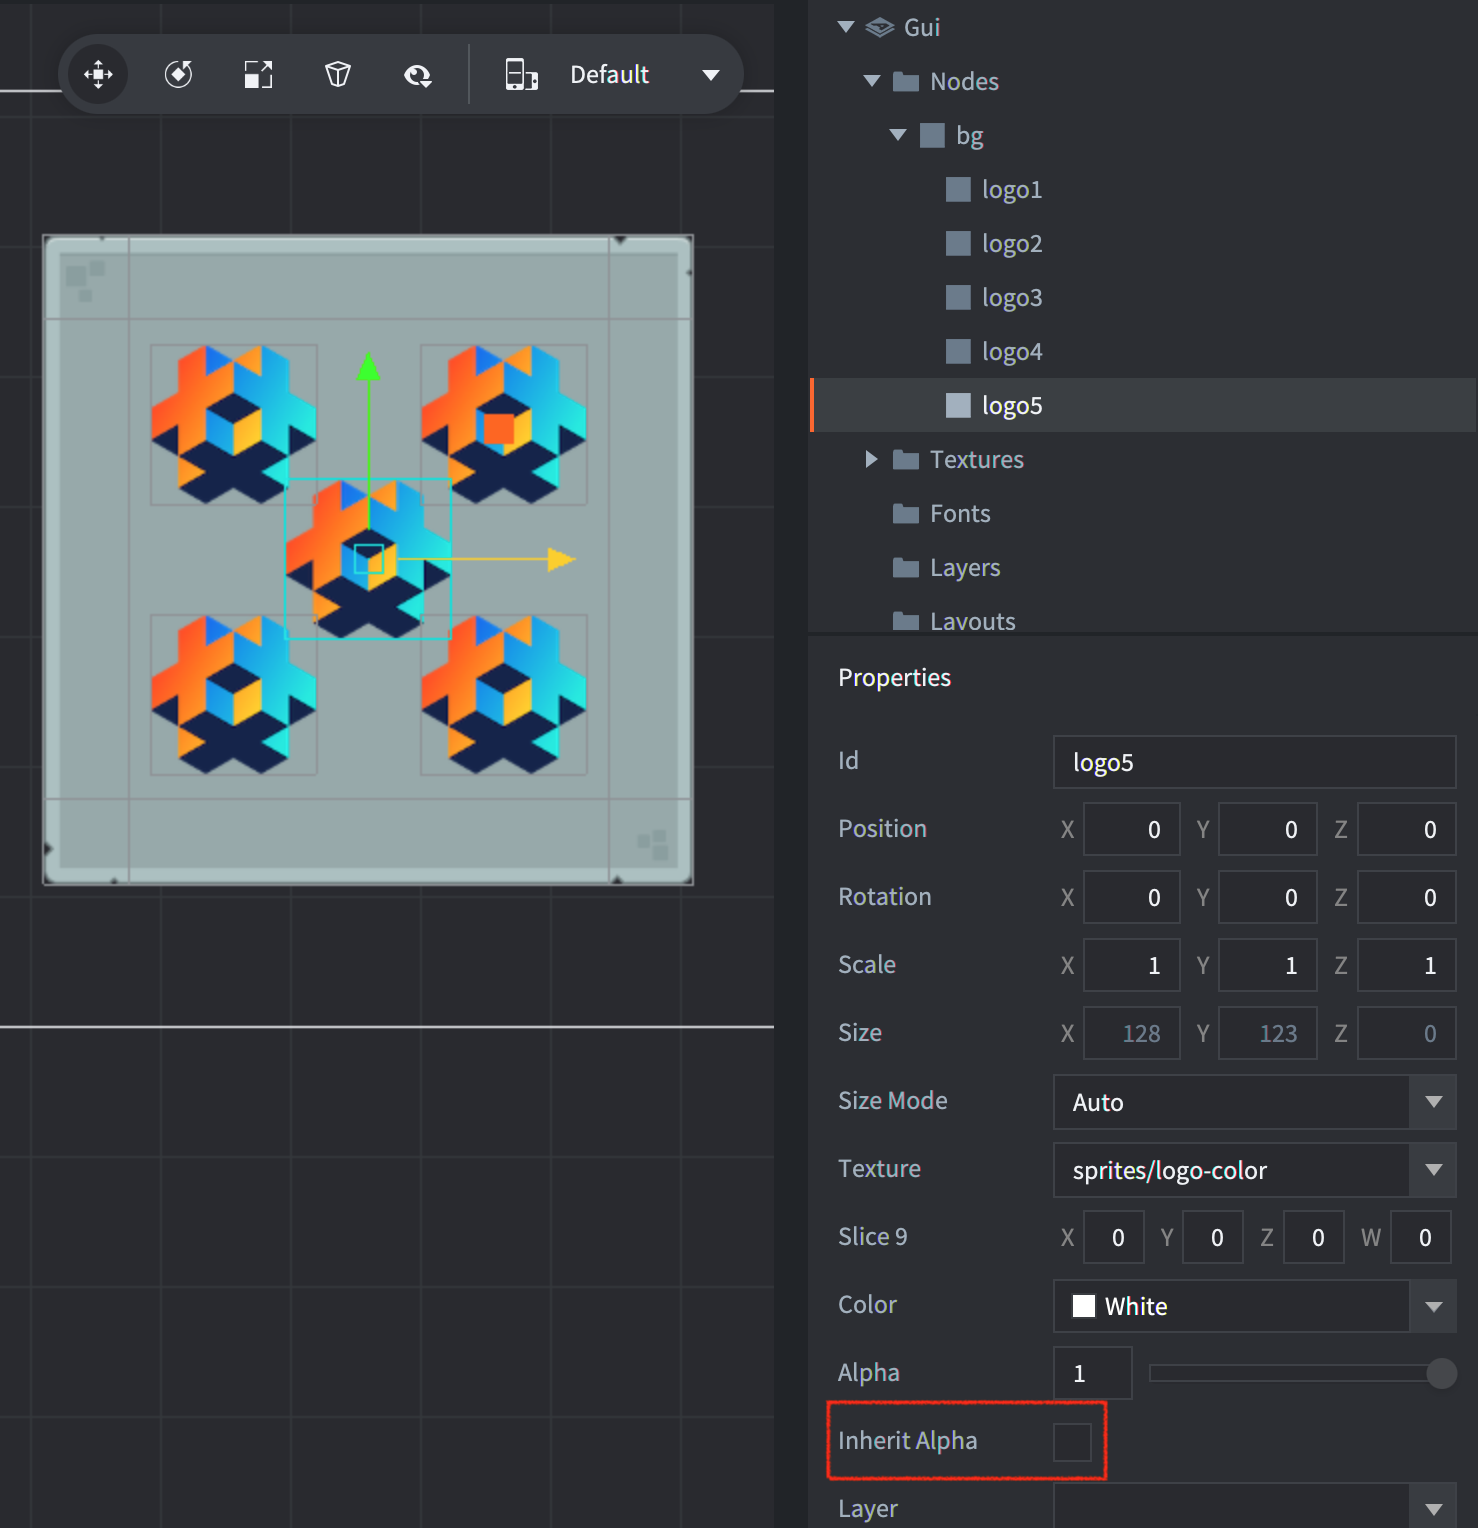 Default
Gui
Nodes
bg
logo1
logo2
logo3
logo4
logo5
Textures
Fonts
Layers
Layouts
Properties
Id logo5
Position X 0 Y 0 Z 0
Rotation X 0 Y 0 Z 0
Scale X 1 Y 1 Z 1
Size X 128 Y 123 Z 0
Size Mode Auto
Texture sprites/logo-color
Slice 9 X 0 Y 0 Z 0 W 0
Color White
Alpha 1
Inherit Alpha
Layer